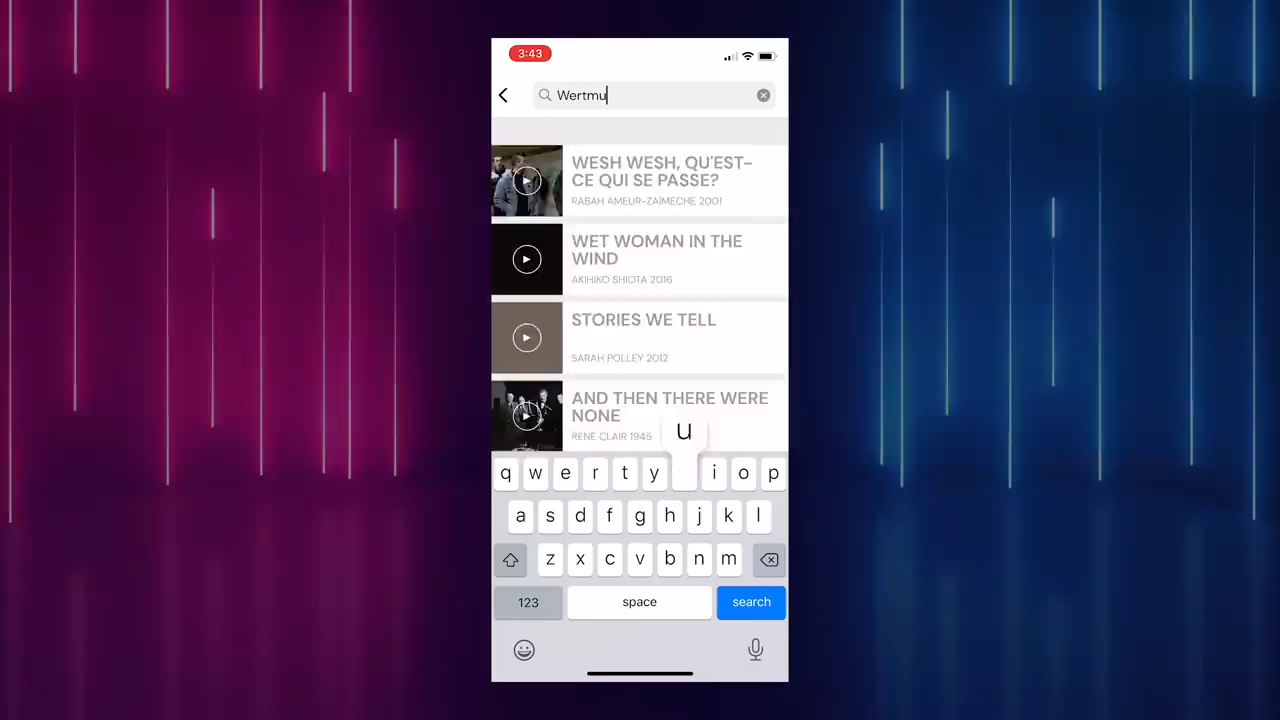 3:43
Wertmu
WESH WESH, QU'EST-
CE QUI SE PASSE?
RABAH AMEUR-ZAÏMECHE 2001
WET WOMAN IN THE
WIND
AKIHIKO SHIOTA 2016
STORIES WE TELL
SARAH POLLEY 2012
AND THEN THERE WERE
NONE
RENE CLAIR 1945
u
q w e r t y i o p
a s d f g h j k l
z x c v b n m
123 space search